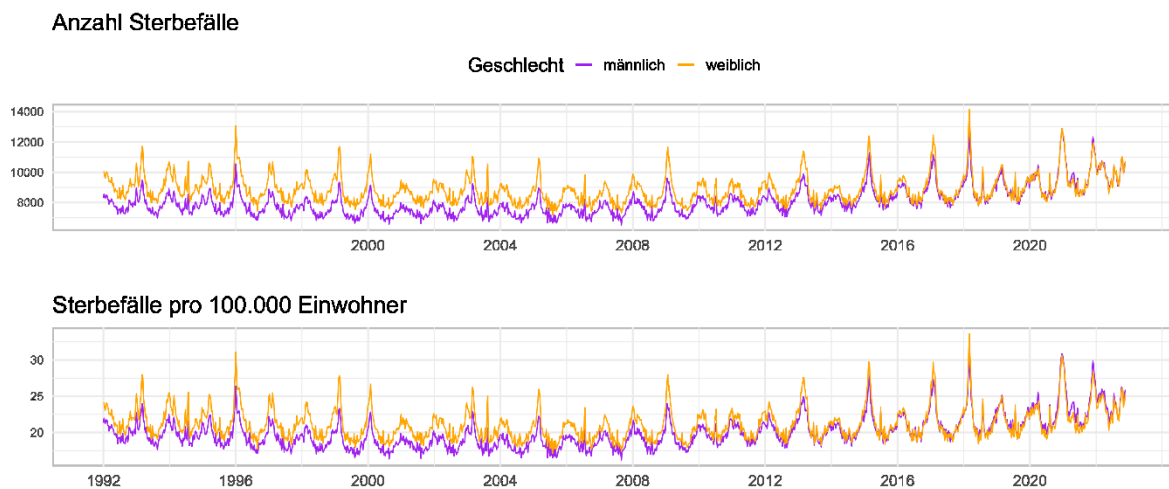 Anzahl Sterbefälle
Geschlecht männlich weiblich
14000
12000
10000
8000
2000 2004 2008 2012 2016 2020
Sterbefälle pro 100.000 Einwohner
30
25
20
1992 1996 2000 2004 2008 2012 2016 2020